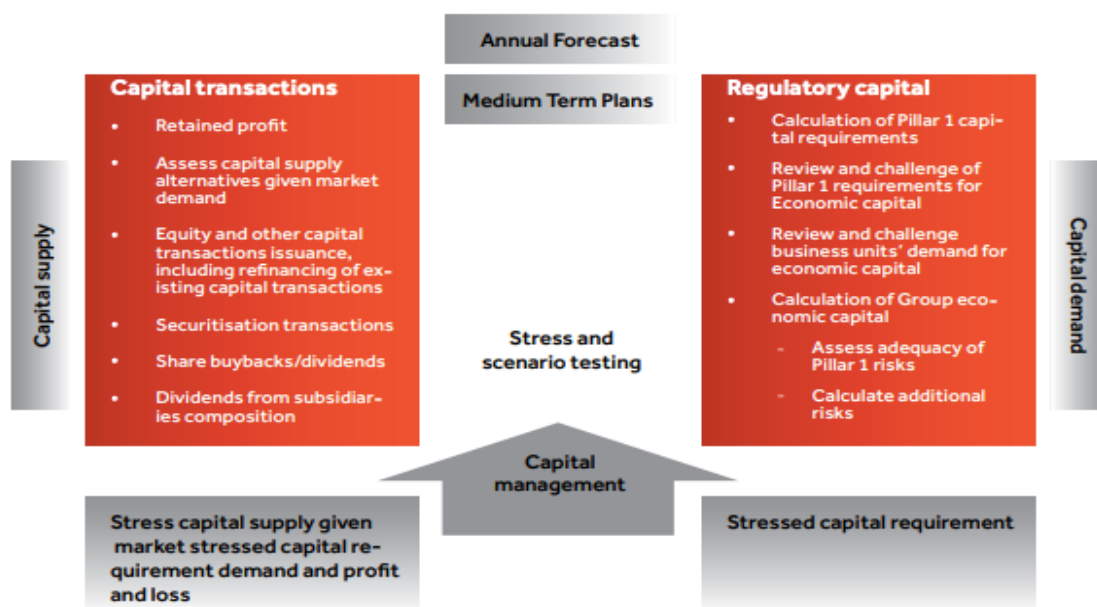 Annual Forecast
Medium Term Plans
Capital supply
Capital transactions
• Retained profit
• Assess capital supply
alternatives given market
demand
• Equity and other capital
transactions issuance,
including refinancing of ex-
isting capital transactions
• Securitisation transactions
• Share buybacks/dividends
• Dividends from subsidiar-
ies composition
Stress and
scenario testing
Capital
management
Regulatory capital
• Calculation of Pillar 1 capi-
tal requirements
• Review and challenge of
Pillar 1 requirements for
Economic capital
• Review and challenge
business units’ demand for
economic capital
• Calculation of Group eco-
nomic capital
- Assess adequacy of
Pillar 1 risks
- Calculate additional
risks
Capital demand
Stress capital supply given
market stressed capital re-
quirement demand and profit
and loss
Stressed capital requirement